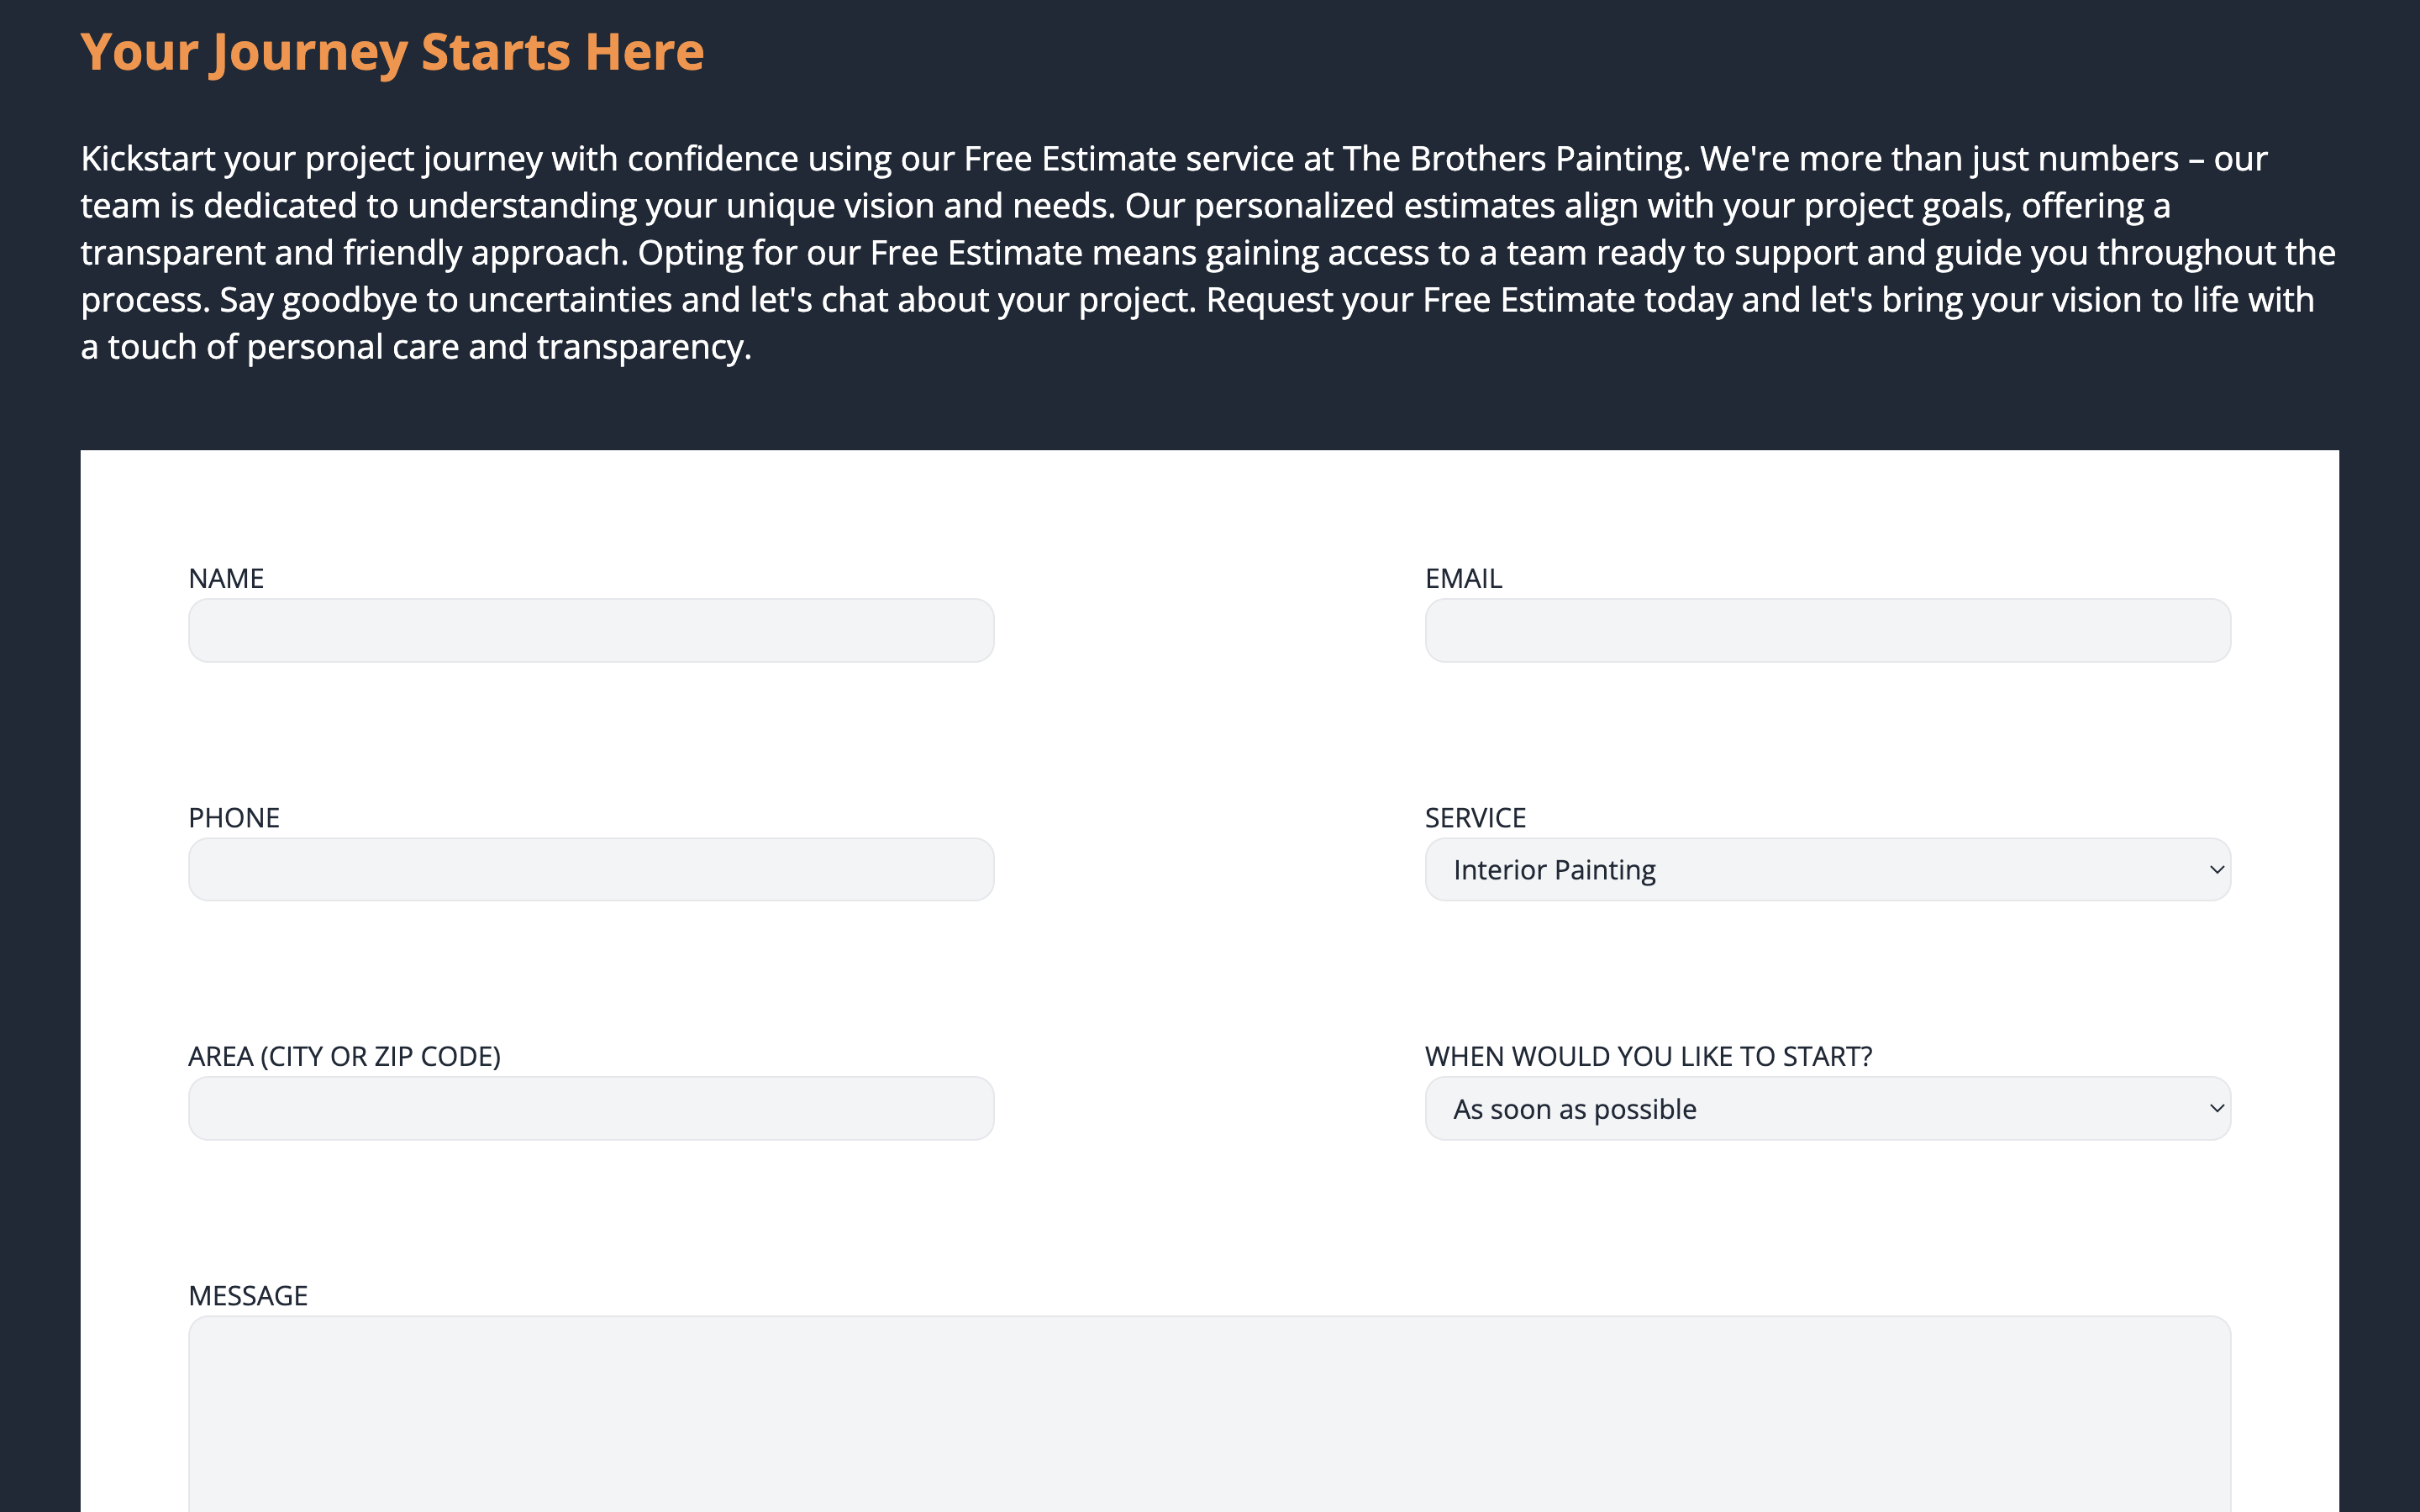 Your Journey Starts Here
Kickstart your project journey with confidence using our Free Estimate service at The Brothers Painting. We're more than just numbers – our
team is dedicated to understanding your unique vision and needs. Our personalized estimates align with your project goals, offering a
transparent and friendly approach. Opting for our Free Estimate means gaining access to a team ready to support and guide you throughout the
process. Say goodbye to uncertainties and let's chat about your project. Request your Free Estimate today and let's bring your vision to life with
a touch of personal care and transparency.
NAME
EMAIL
PHONE
SERVICE
Interior Painting
AREA (CITY OR ZIP CODE)
WHEN WOULD YOU LIKE TO START?
As soon as possible
MESSAGE